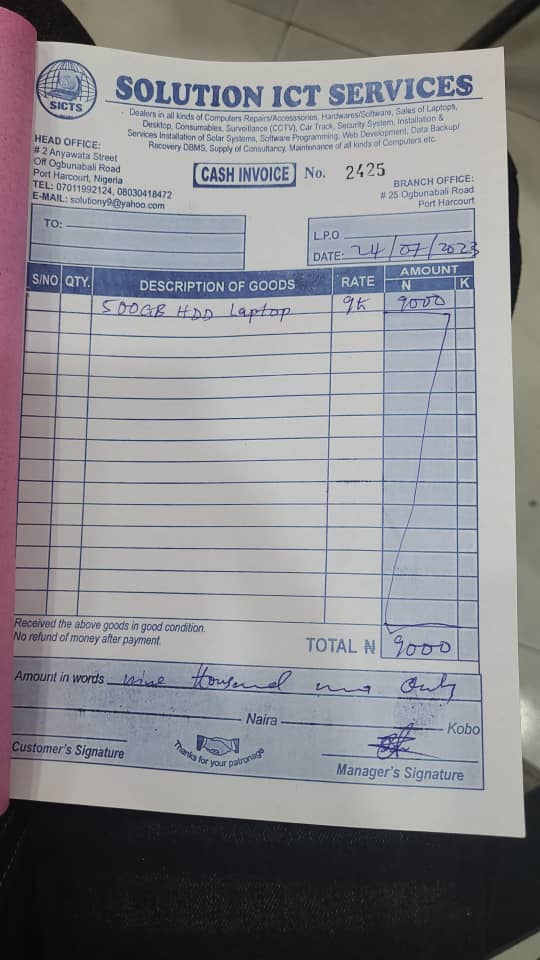 SICTS
SOLUTION ICT SERVICES
Dealers in all kinds of Computers Repairs/Accesssories, Hardwares/Software, Sales of Laptops,
Desktop, Consumables, Surveillance (CCTV), Car Track, Security System, Installation &
Services Installation of Solar Systems, Software Programming, Web Development, Data Backup/
Recovery DBMS, Supply of Consultancy, Maintenance of all kinds of Computers etc.
HEAD OFFICE:
# 2 Anyawata Street
Off Ogbunabali Road
Port Harcourt, Nigeria
TEL: 07011992124, 08030418472
E-MAIL: solutiony9@yahoo.com
CASH INVOICE No. 2425
BRANCH OFFICE:
# 25 Ogbunabali Road
Port Harcourt
TO:
L.P.O
DATE: 24/07/2023
S/NO QTY. DESCRIPTION OF GOODS RATE AMOUNT
N K
500GB HDD Laptop 9k 9000
Received the above goods in good condition.
No refund of money after payment.
TOTAL ₦ 9000
Amount in words nine thousand only
Naira Kobo
Customer's Signature
Thanks for your patronage
Manager's Signature